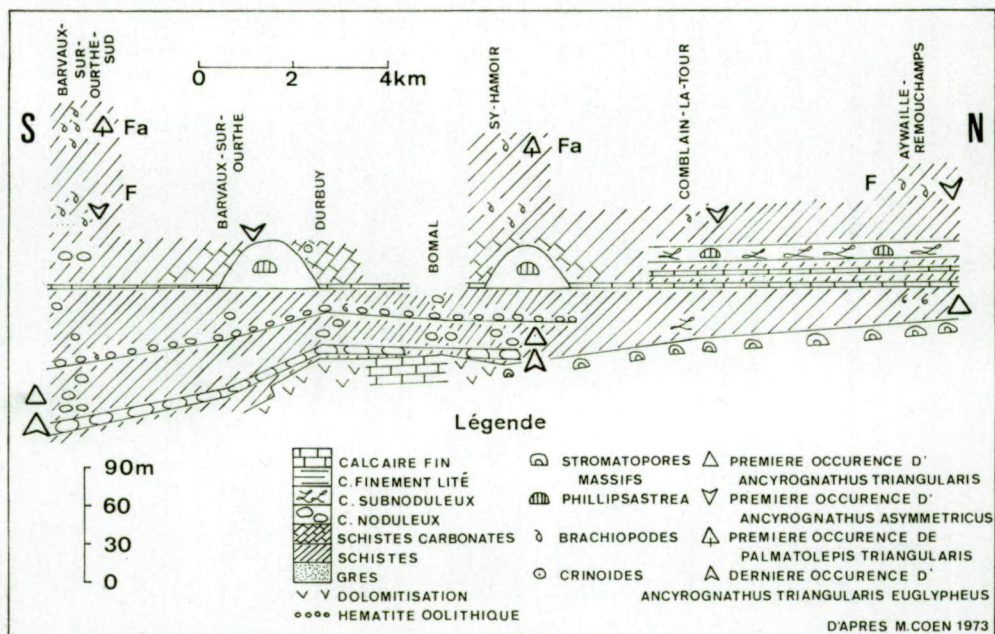 BARVAUX-
SUR-
OURTHE-
SUD
0 2 4km
SY-HAMOIR
COMBLAIN-LA-TOUR
AYWAILLE-
REMOUCHAMPS
S
N
Fa
Fa
F
F
BARVAUX-SUR-
OURTHE
DURBUY
BOMAL
Légende
90m
60
30
0
CALCAIRE FIN
C.FINEMENT LITÉ
C. SUBNODULEUX
C. NODULEUX
SCHISTES CARBONATES
SCHISTES
GRES
DOLOMITISATION
HEMATITE OOLITHIQUE
STROMATOPORES
MASSIFS
PHILLIPSASTREA
BRACHIOPODES
CRINOIDES
PREMIERE OCCURENCE D'
ANCYROGNATHUS TRIANGULARIS
PREMIERE OCCURENCE D'
ANCYROGNATHUS ASYMMETRICUS
PREMIERE OCCURENCE DE
PALMATOLEPIS TRIANGULARIS
DERNIERE OCCURENCE D'
ANCYROGNATHUS TRIANGULARIS EUGLYPHEUS
D'APRES M.COEN 1973